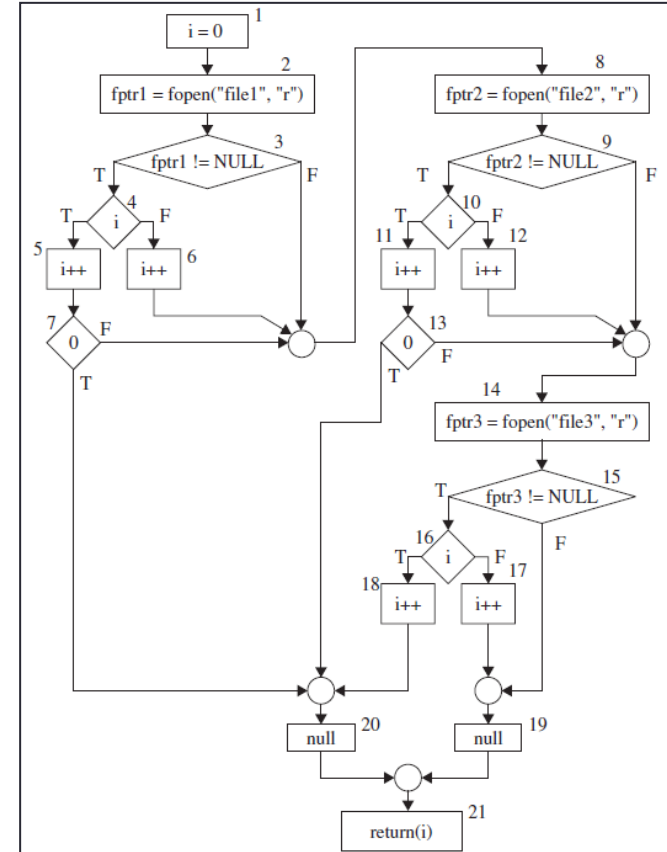 1
i = 0
2
fptr1 = fopen("file1", "r")
3
fptr1 != NULL
T
F
4
T
i
F
5
i++
i++
6
7
0
F
T
8
fptr2 = fopen("file2", "r")
9
fptr2 != NULL
T
F
10
T
i
F
11
12
i++
i++
13
0
T
F
14
fptr3 = fopen("file3", "r")
15
T
fptr3 != NULL
F
16
T
i
F
17
18
i++
i++
20
null
19
null
21
return(i)